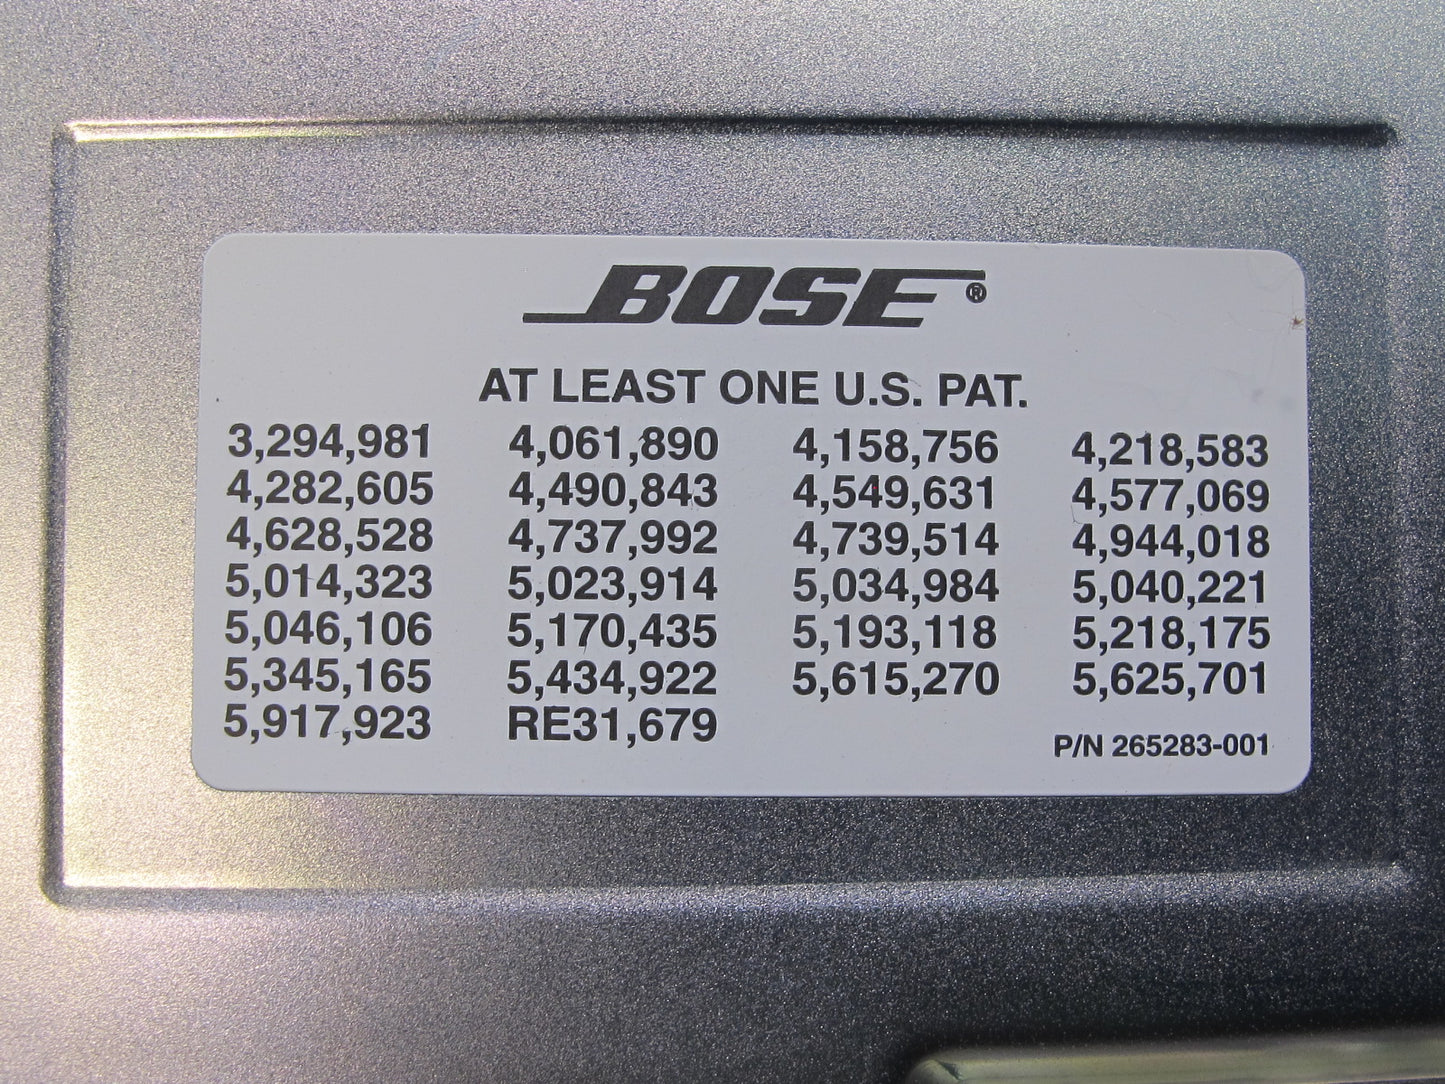 BOSE®
AT LEAST ONE U.S. PAT.
3,294,981 4,061,890 4,158,756 4,218,583
4,282,605 4,490,843 4,549,631 4,577,069
4,628,528 4,737,992 4,739,514 4,944,018
5,014,323 5,023,914 5,034,984 5,040,221
5,046,106 5,170,435 5,193,118 5,218,175
5,345,165 5,434,922 5,615,270 5,625,701
5,917,923 RE31,679
P/N 265283-001